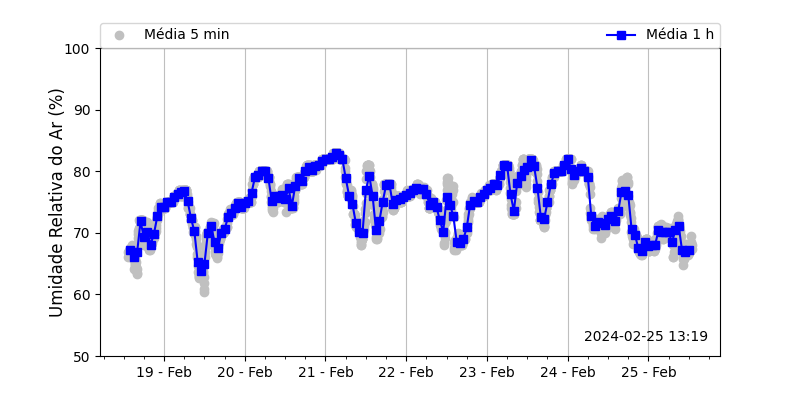 Média 5 min Média 1 h
Umidade Relativa do Ar (%)
100
90
80
70
60
50
2024-02-25 13:19
19 - Feb 20 - Feb 21 - Feb 22 - Feb 23 - Feb 24 - Feb 25 - Feb